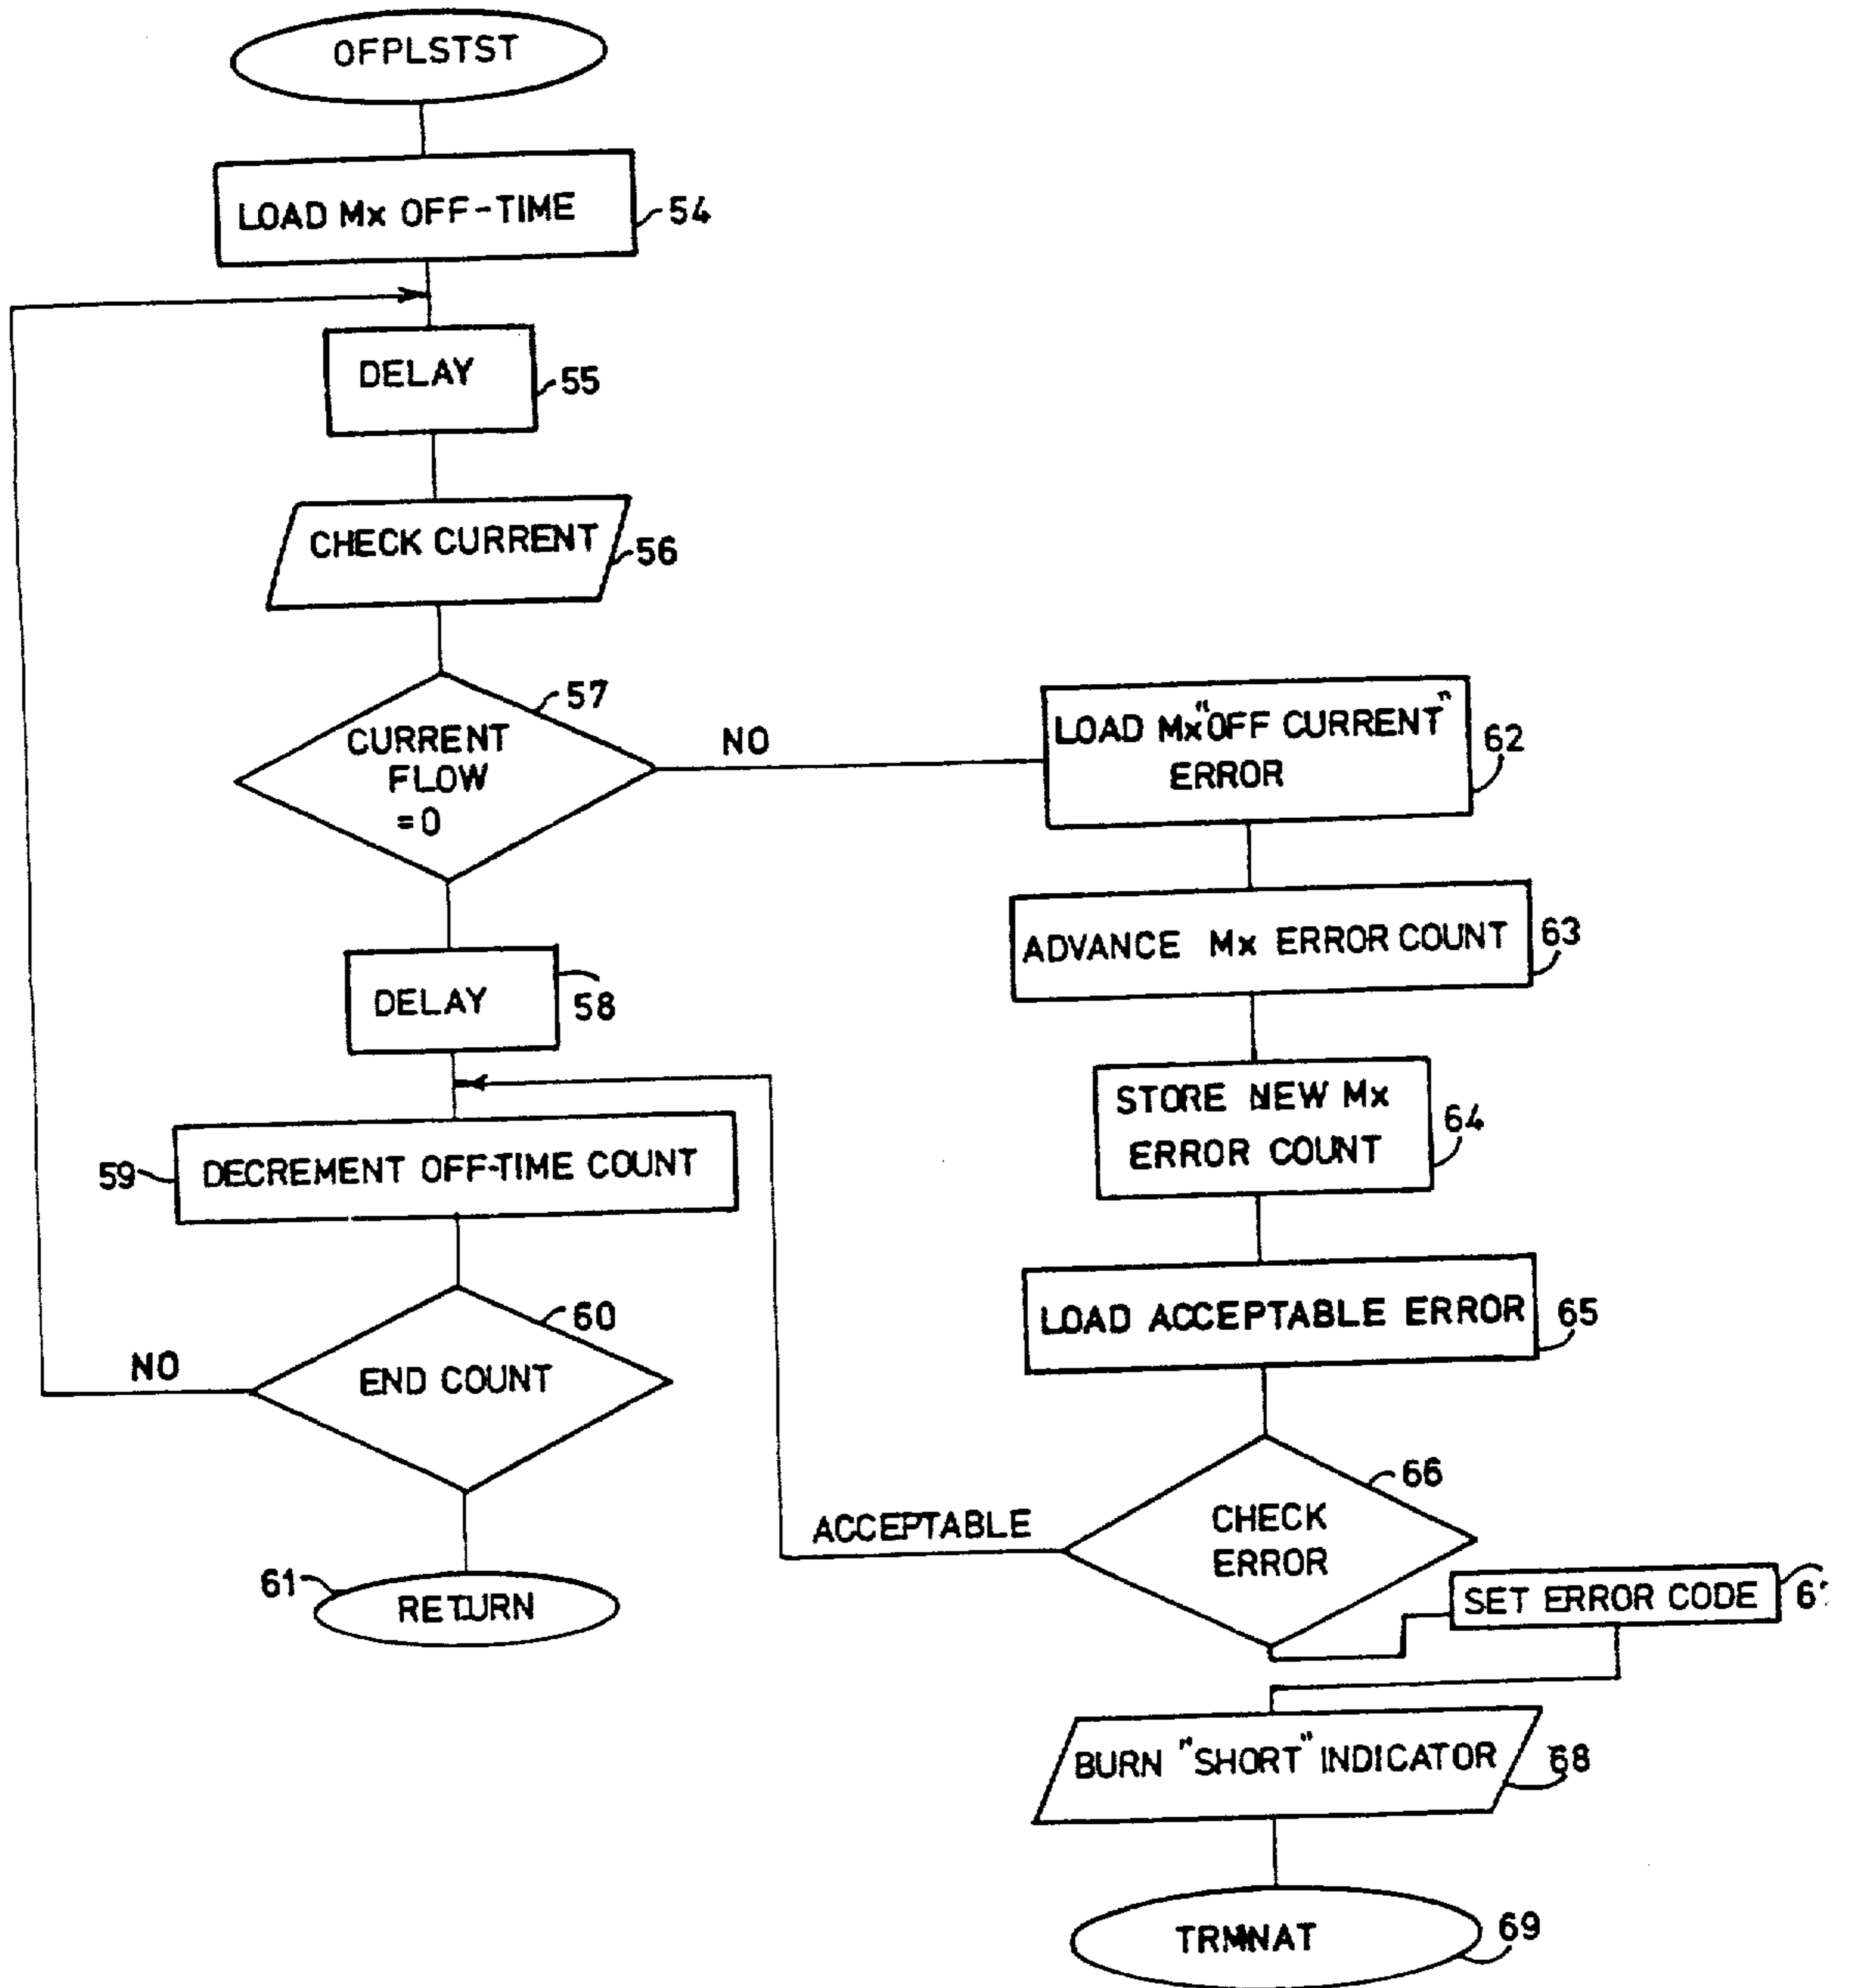 OFPLSTST
LOAD Mx OFF-TIME
54
DELAY
55
CHECK CURRENT
56
57
CURRENT
FLOW
=0
NO
LOAD Mx "OFF CURRENT"
ERROR
62
ADVANCE Mx ERROR COUNT
63
DELAY
58
STORE NEW Mx
ERROR COUNT
64
59
DECREMENT OFF-TIME COUNT
LOAD ACCEPTABLE ERROR
65
60
END COUNT
NO
66
CHECK
ERROR
ACCEPTABLE
61
RETURN
SET ERROR CODE
BURN "SHORT" INDICATOR
68
TRMNAT
69